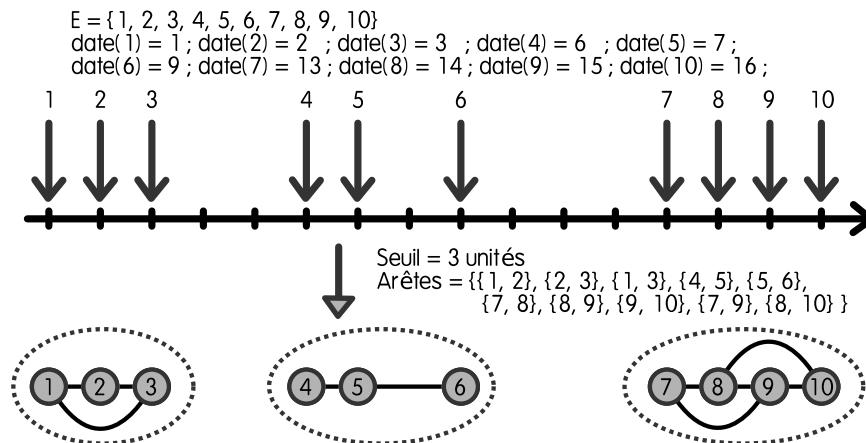 E = {1, 2, 3, 4, 5, 6, 7, 8, 9, 10}
date(1) = 1 ; date(2) = 2 ; date(3) = 3 ; date(4) = 6 ; date(5) = 7 ;
date(6) = 9 ; date(7) = 13 ; date(8) = 14 ; date(9) = 15 ; date(10) = 16 ;
1 2 3 4 5 6 7 8 9 10
Seuil = 3 unités
Arêtes = {{1, 2}, {2, 3}, {1, 3}, {4, 5}, {5, 6},
{7, 8}, {8, 9}, {9, 10}, {7, 9}, {8, 10} }
1 2 3 4 5 6 7 8 9 10